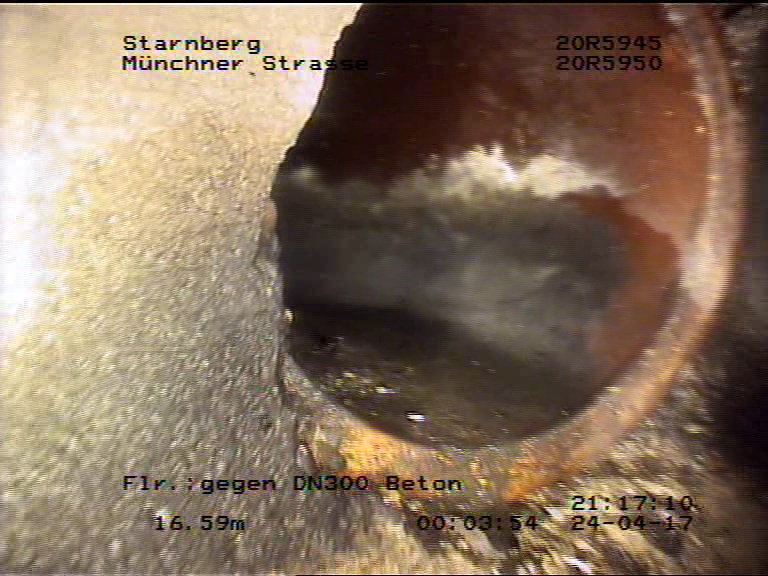 Starnberg 20R5945
Münchner Strasse 20R5950
Flr.:gegen DN300 Beton
21:17:10
16.59m 00:03:54 24-04-17